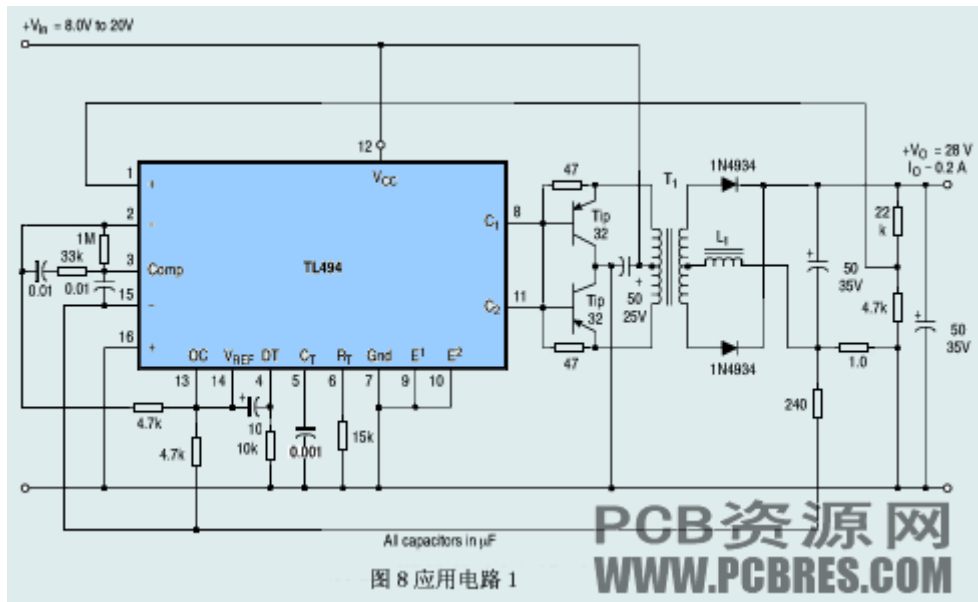 +Vin = 8.0V to 20V
12
VCC
1
+
2
-
1M
33k
3
Comp
0.01
0.01
15
-
16
+
TL494
C1
8
C2
11
OC
VREF
DT
CT
RT
Gnd
E1
E2
13
14
4
5
6
7
9
10
4.7k
4.7k
+
10
10k
0.001
15k
47
Tip
32
Tip
32
47
+
50
25V
T1
1N4934
L1
1N4934
+
50
35V
+VO = 28 V
IO - 0.2 A
22
k
4.7k
1.0
240
+
50
35V
All capacitors in µF
图 8 应用电路 1
PCB资源网
WWW.PCBRES.COM